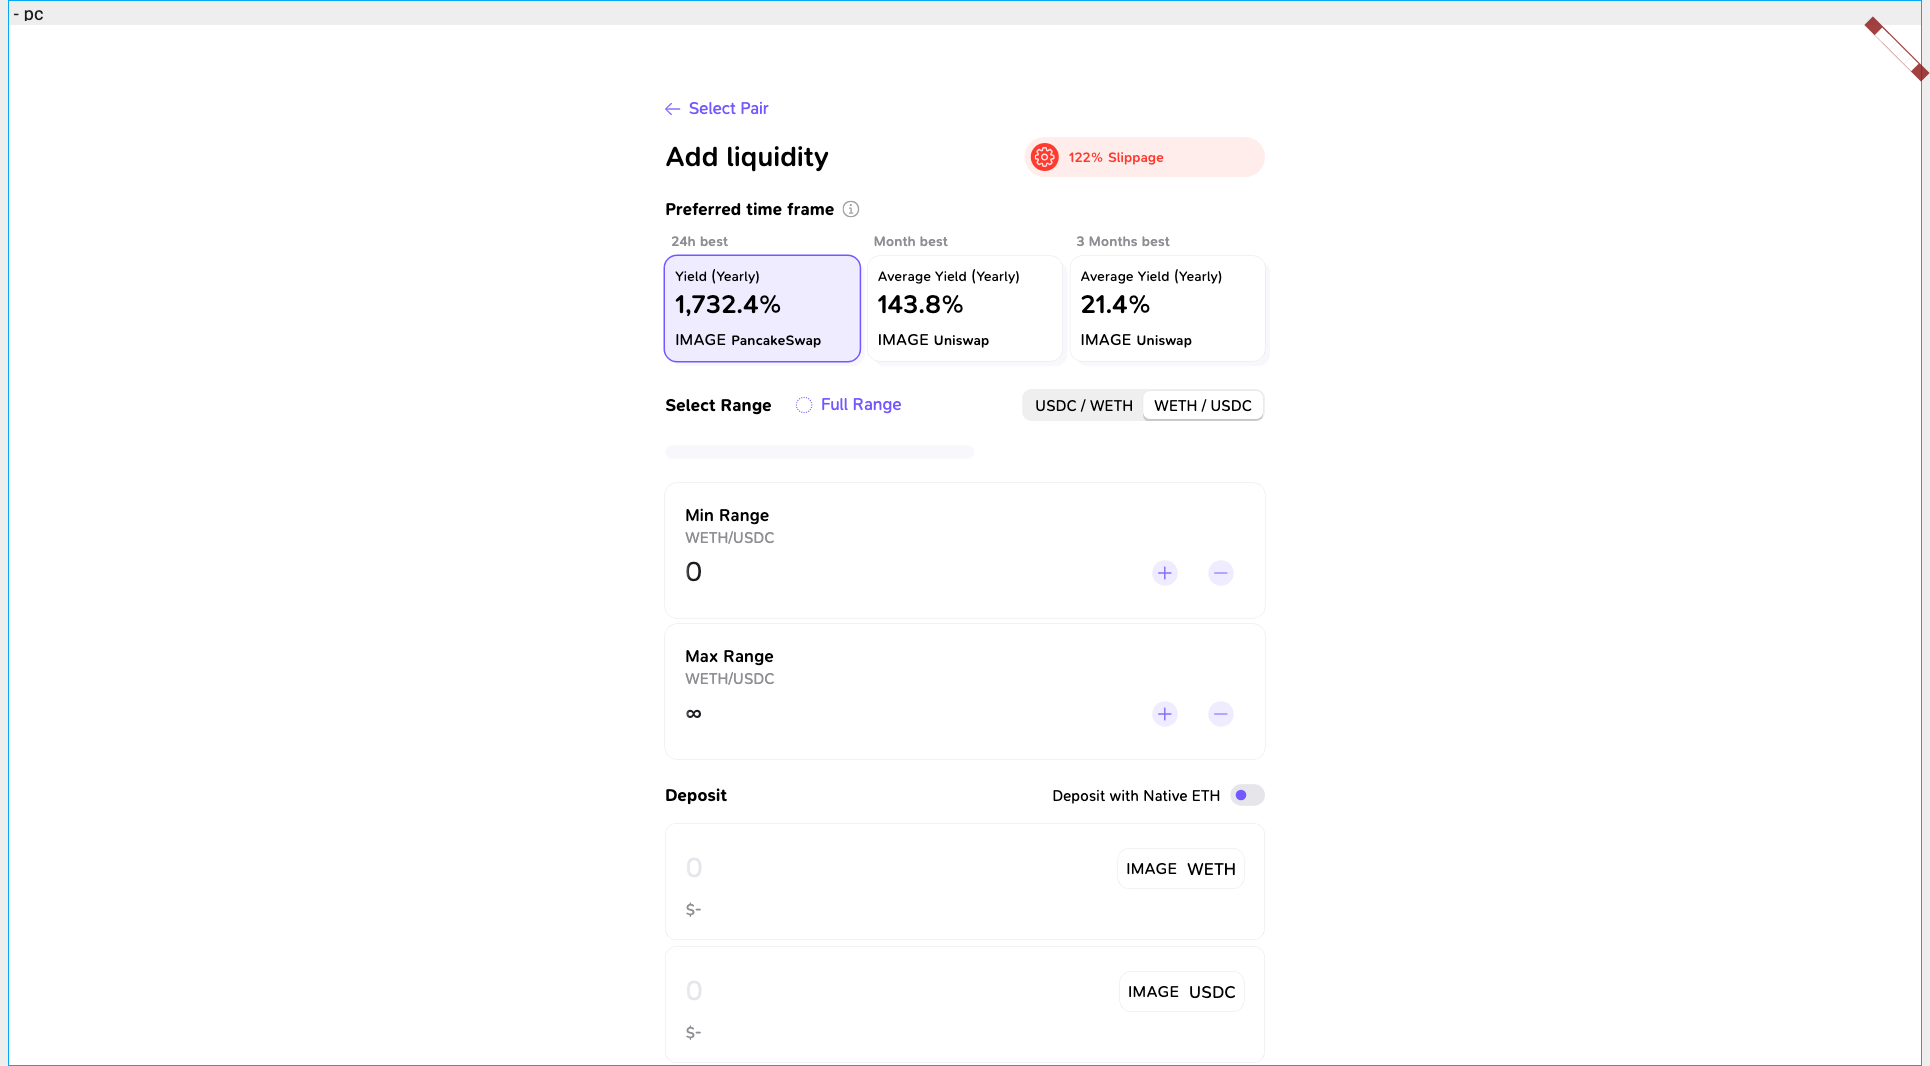 - pc
Select Pair
Add liquidity
122% Slippage
Preferred time frame
24h best
Month best
3 Months best
Yield (Yearly)
1,732.4%
IMAGE PancakeSwap
Average Yield (Yearly)
143.8%
IMAGE Uniswap
Average Yield (Yearly)
21.4%
IMAGE Uniswap
Select Range
Full Range
USDC / WETH
WETH / USDC
Min Range
WETH/USDC
0
+
−
Max Range
WETH/USDC
∞
+
−
Deposit
Deposit with Native ETH
0
IMAGE WETH
$-
0
IMAGE USDC
$-